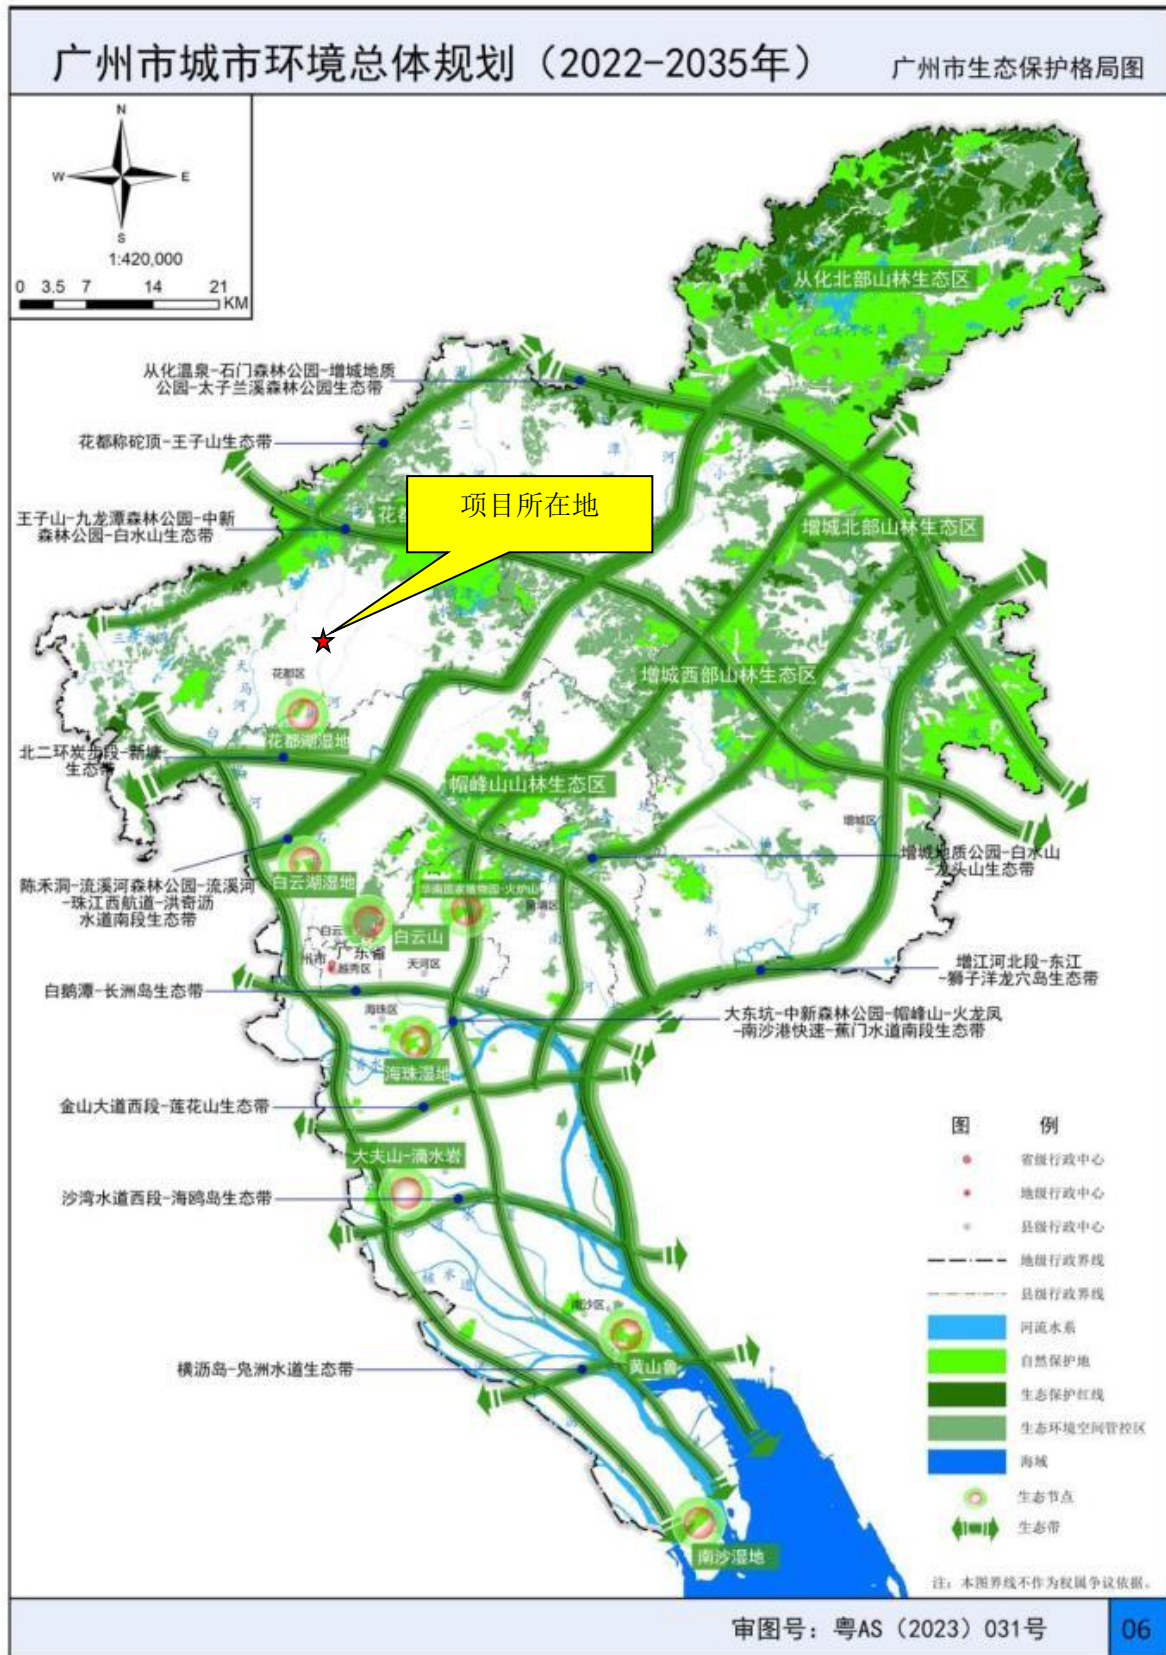 广州市城市环境总体规划（2022-2035年）
广州市生态保护格局图
N
W
E
S
1:420,000
0 3.5 7 14 21
KM
从化北部山林生态区
从化温泉-石门森林公园-增城地质
公园-太子兰溪森林公园生态带
花都称砣顶-王子山生态带
王子山-九龙潭森林公园-中新
森林公园-白水山生态带
花都
项目所在地
增城北部山林生态区
增城西部山林生态区
天马河
花都区
花都湖湿地
北二环炭步段-新塘
生态带
帽峰山山林生态区
增城区
增城地质公园-白水山
-龙头山生态带
陈禾洞-流溪河森林公园-流溪河
-珠江西航道-洪奇沥
水道南段生态带
白云湖湿地
华南国家植物园-火炉山
黄埔区
白云山
广东省
越秀区
天河区
增江河北段-东江
-狮子洋龙穴岛生态带
白鹅潭-长洲岛生态带
海珠区
大东坑-中新森林公园-帽峰山-火龙凤
-南沙港快速-蕉门水道南段生态带
海珠湿地
金山大道西段-莲花山生态带
大夫山-滴水岩
沙湾水道西段-海鸥岛生态带
南沙区
黄山鲁
横沥岛-凫洲水道生态带
南沙湿地
图 例
省级行政中心
地级行政中心
县级行政中心
地级行政界线
县级行政界线
河流水系
自然保护地
生态保护红线
生态环境空间管控区
海域
生态节点
生态带
注：本图界线不作为权属争议依据。
审图号：粤AS（2023）031号
06